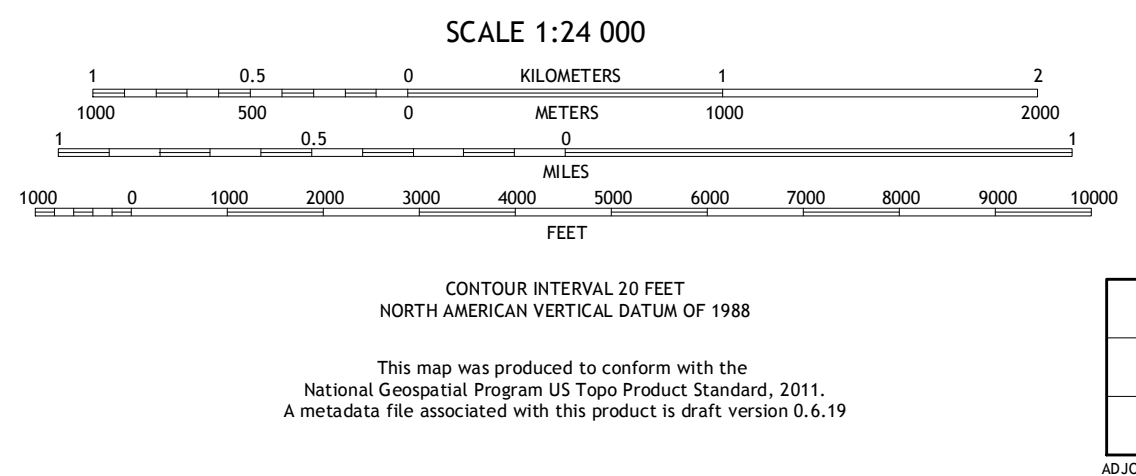 SCALE 1:24 000
1 0.5 0 KILOMETERS 1 2
1000 500 0 METERS 1000 2000
1 0.5 0 1
MILES
1000 0 1000 2000 3000 4000 5000 6000 7000 8000 9000 10000
FEET
CONTOUR INTERVAL 20 FEET
NORTH AMERICAN VERTICAL DATUM OF 1988
This map was produced to conform with the
National Geospatial Program US Topo Product Standard, 2011.
A metadata file associated with this product is draft version 0.6.19
ADJO